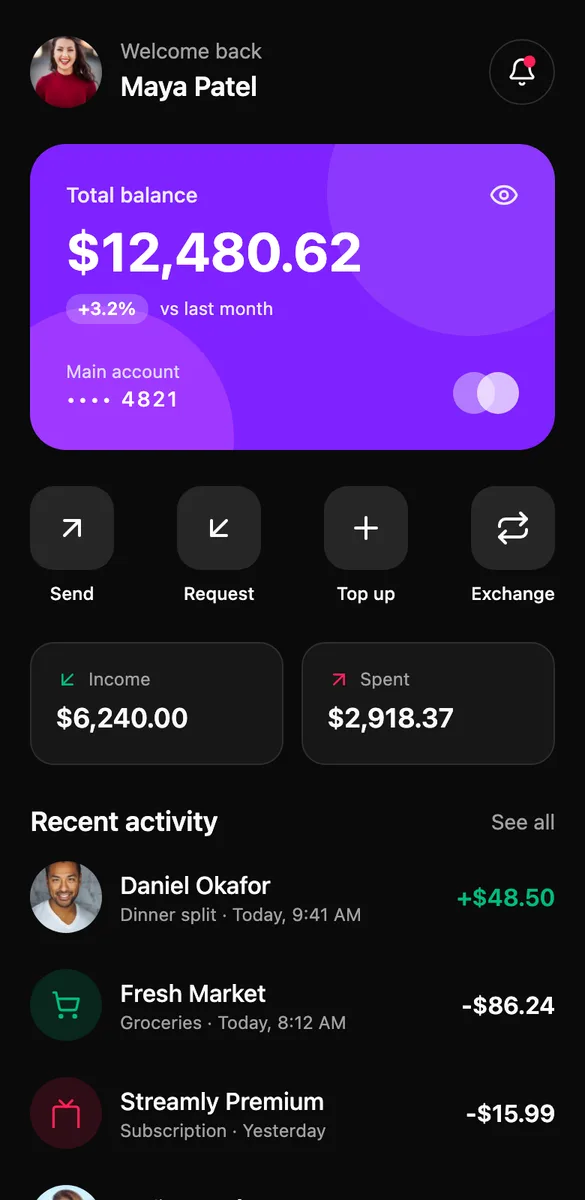 Welcome back
Maya Patel
Total balance
$12,480.62
+3.2% vs last month
Main account
•••• 4821
Send Request Top up Exchange
Income
$6,240.00
Spent
$2,918.37
Recent activity See all
Daniel Okafor
Dinner split · Today, 9:41 AM
+$48.50
Fresh Market
Groceries · Today, 8:12 AM
-$86.24
Streamly Premium
Subscription · Yesterday
-$15.99